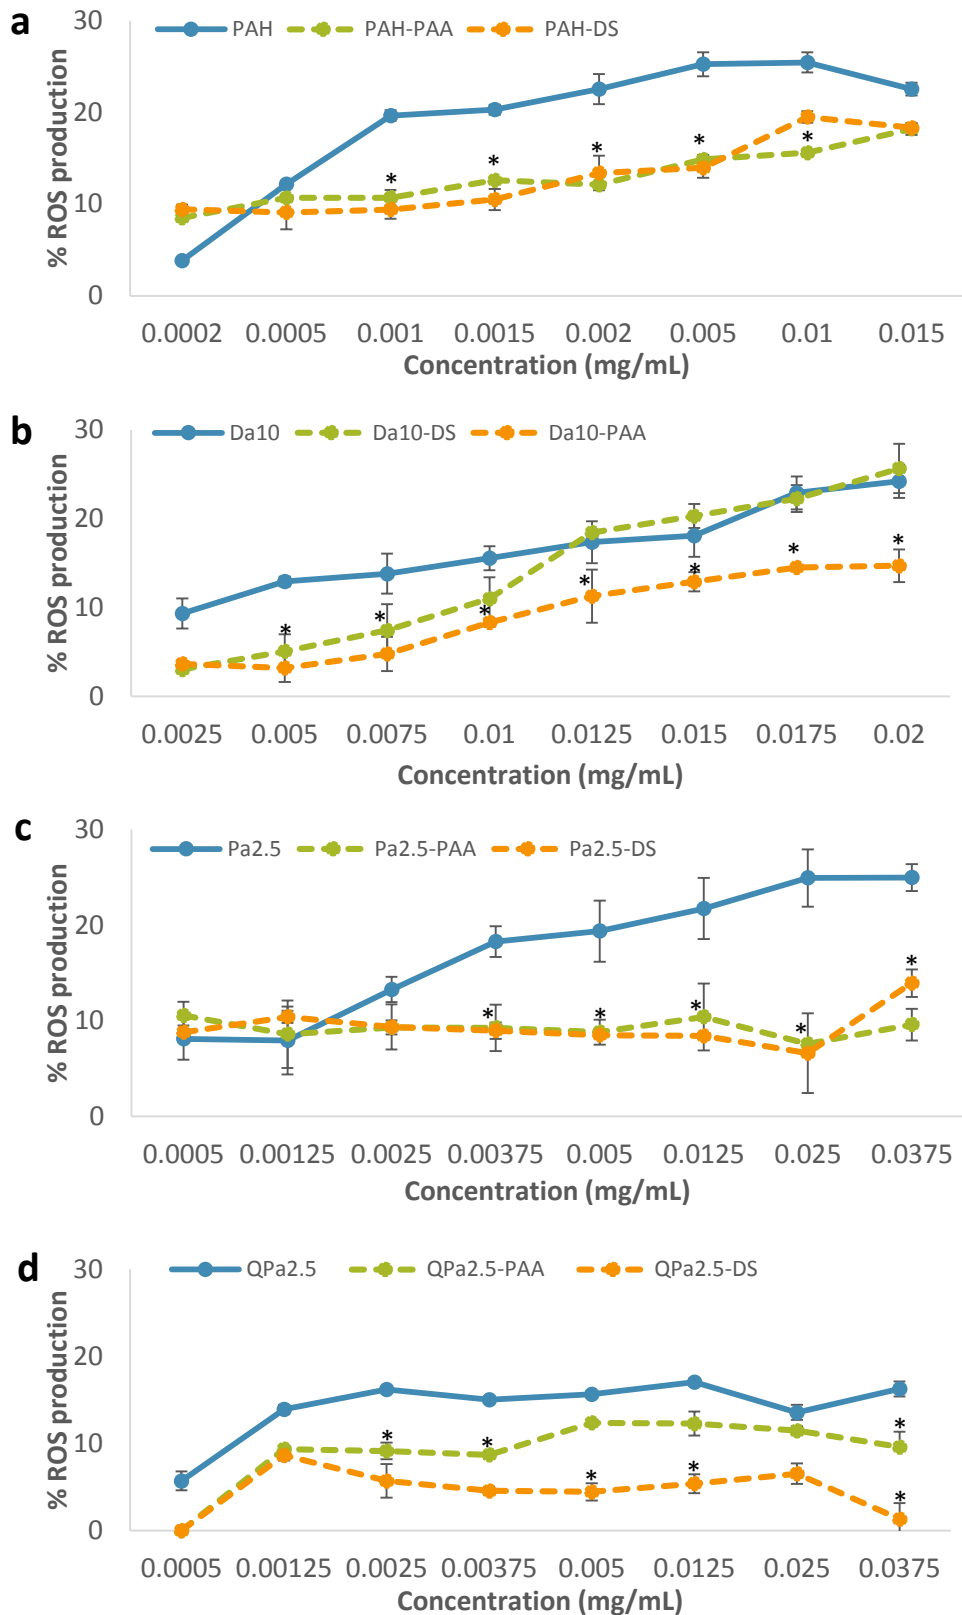 a
PAH PAH-PAA PAH-DS
% ROS production
30
20
10
0
* * * * *
0.0002 0.0005 0.001 0.0015 0.002 0.005 0.01 0.015
Concentration (mg/mL)
b
Da10 Da10-DS Da10-PAA
% ROS production
30
20
10
0
* * * * * * *
0.0025 0.005 0.0075 0.01 0.0125 0.015 0.0175 0.02
Concentration (mg/mL)
c
Pa2.5 Pa2.5-PAA Pa2.5-DS
% ROS production
30
20
10
0
* * * * *
0.0005 0.00125 0.0025 0.00375 0.005 0.0125 0.025 0.0375
Concentration (mg/mL)
d
QPa2.5 QPa2.5-PAA QPa2.5-DS
% ROS production
30
20
10
0
* * * * * *
0.0005 0.00125 0.0025 0.00375 0.005 0.0125 0.025 0.0375
Concentration (mg/mL)